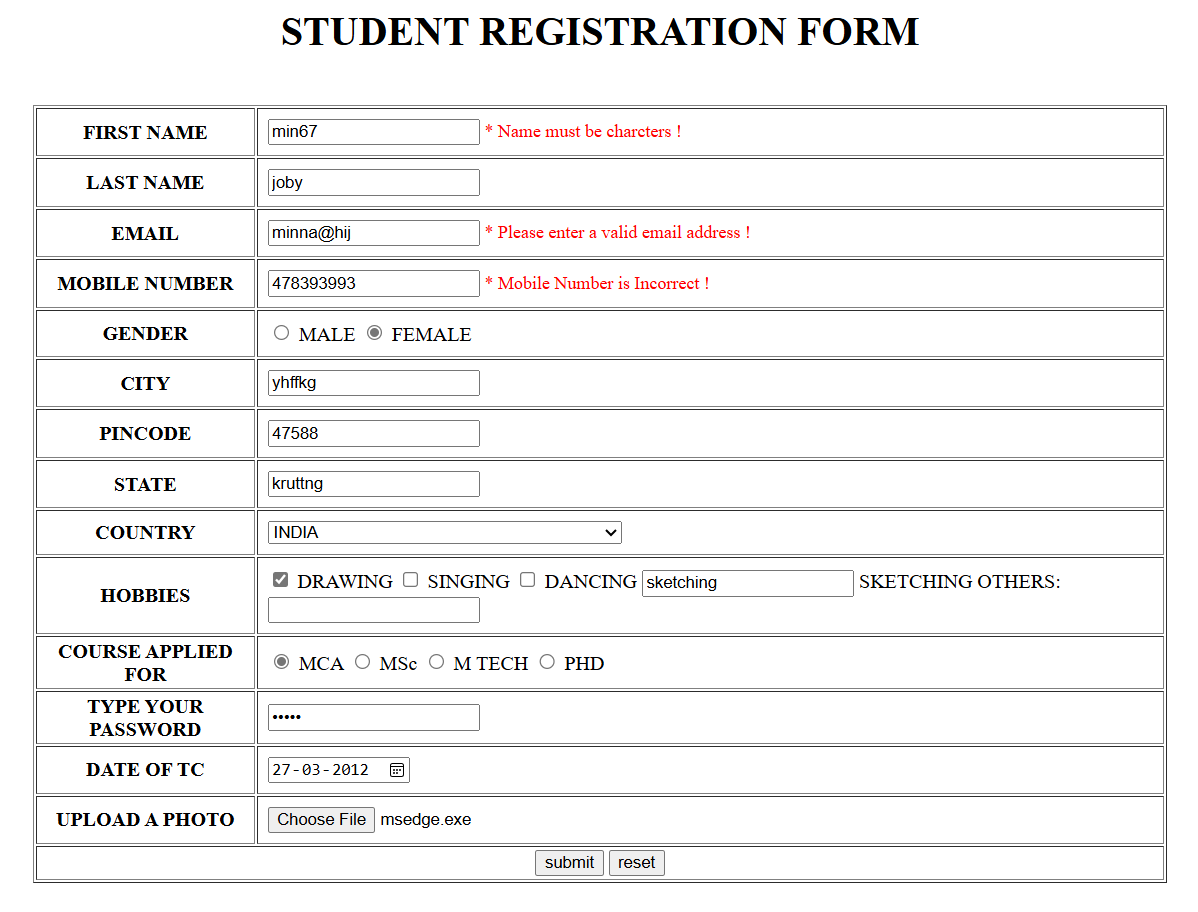 STUDENT REGISTRATION FORM
FIRST NAME min67 * Name must be charcters !
LAST NAME joby
EMAIL minna@hij * Please enter a valid email address !
MOBILE NUMBER 478393993 * Mobile Number is Incorrect !
GENDER MALE FEMALE
CITY yhffkg
PINCODE 47588
STATE kruttng
COUNTRY INDIA
HOBBIES DRAWING SINGING DANCING sketching SKETCHING OTHERS:
COURSE APPLIED
FOR
MCA MSc M TECH PHD
TYPE YOUR
PASSWORD
•••••
DATE OF TC 27-03-2012
UPLOAD A PHOTO Choose File msedge.exe
submit reset